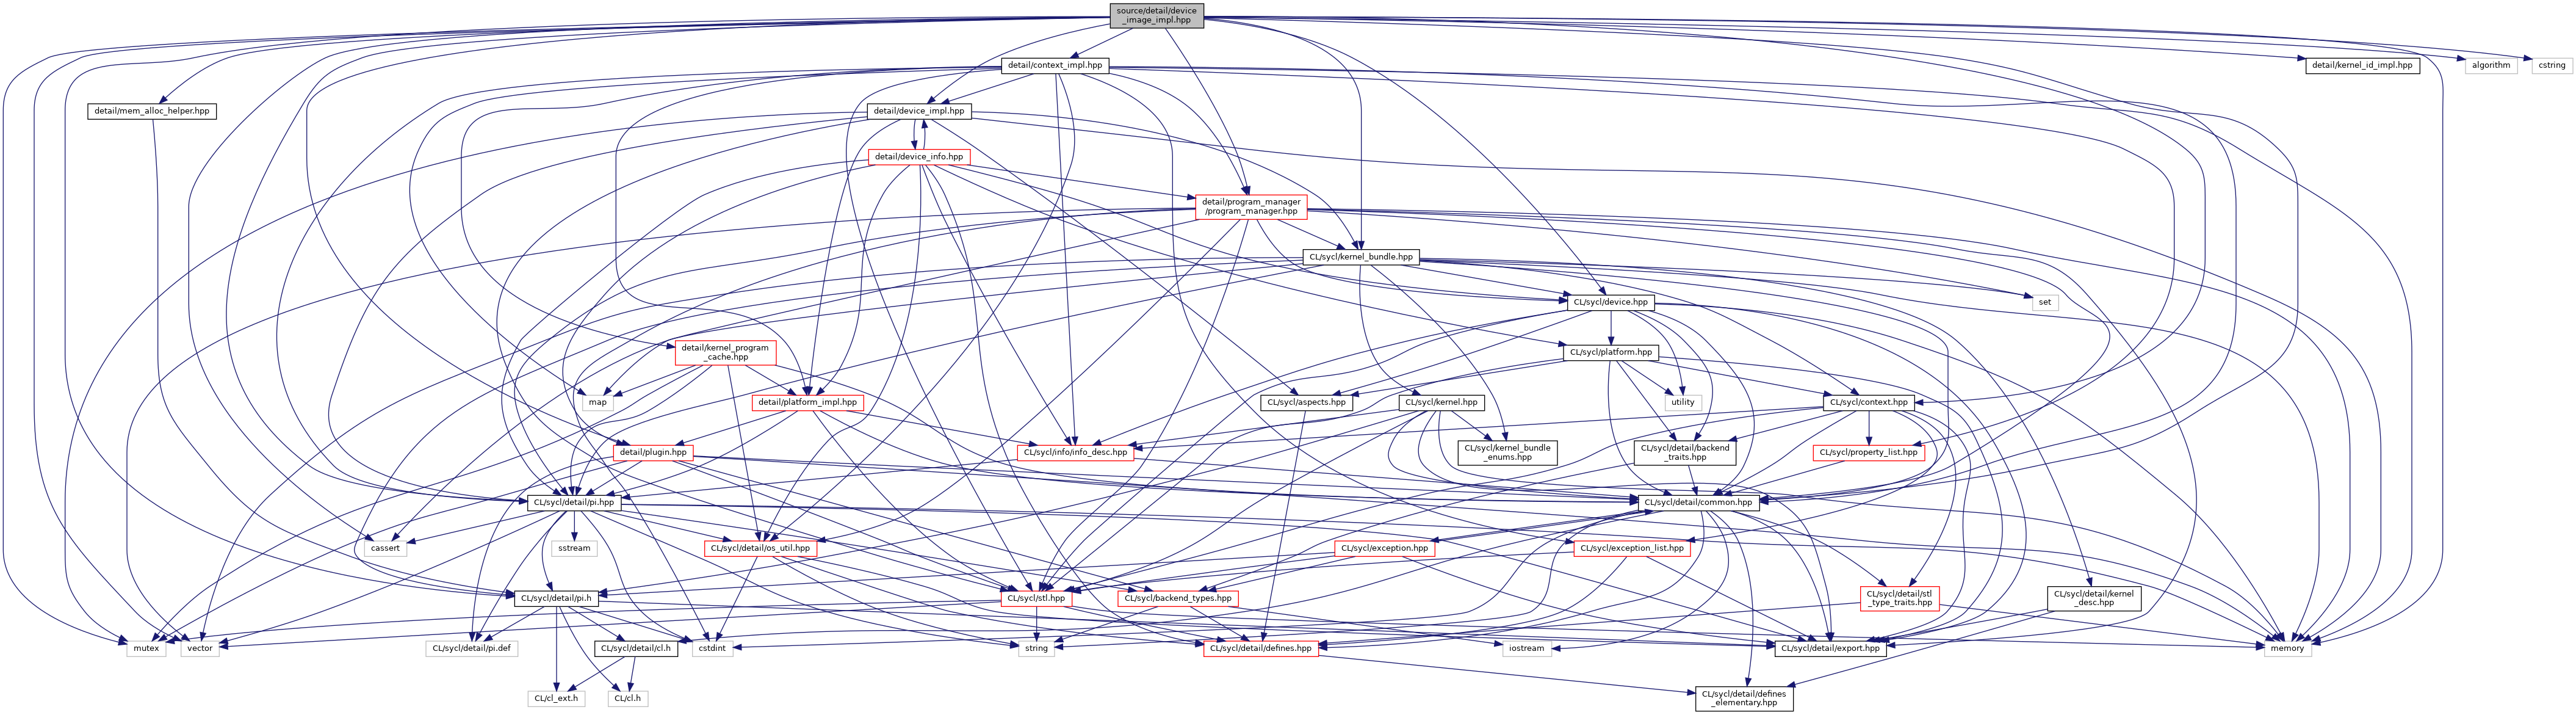 source/detail/device
_image_impl.hpp
detail/context_impl.hpp
detail/kernel_id_impl.hpp
algorithm
cstring
detail/mem_alloc_helper.hpp
detail/device_impl.hpp
detail/device_info.hpp
detail/program_manager
/program_manager.hpp
CL/sycl/kernel_bundle.hpp
CL/sycl/device.hpp
set
detail/kernel_program
_cache.hpp
CL/sycl/platform.hpp
map
detail/platform_impl.hpp
CL/sycl/aspects.hpp
CL/sycl/kernel.hpp
utility
CL/sycl/context.hpp
detail/plugin.hpp
CL/sycl/info/info_desc.hpp
CL/sycl/kernel_bundle
_enums.hpp
CL/sycl/detail/backend
_traits.hpp
CL/sycl/property_list.hpp
CL/sycl/detail/pi.hpp
CL/sycl/detail/common.hpp
cassert
sstream
CL/sycl/detail/os_util.hpp
CL/sycl/exception.hpp
CL/sycl/exception_list.hpp
CL/sycl/detail/pi.h
CL/sycl/stl.hpp
CL/sycl/backend_types.hpp
CL/sycl/detail/stl
_type_traits.hpp
CL/sycl/detail/kernel
_desc.hpp
mutex
vector
CL/sycl/detail/pi.def
CL/sycl/detail/cl.h
cstdint
string
CL/sycl/detail/defines.hpp
iostream
CL/sycl/detail/export.hpp
memory
CL/cl_ext.h
CL/cl.h
CL/sycl/detail/defines
_elementary.hpp